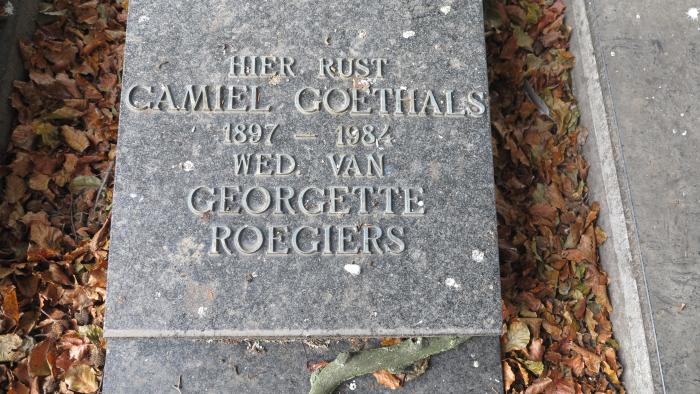 HIER RUST
CAMIEL GOETHALS
1897 — 1984
WED. VAN
GEORGETTE
ROEGIERS